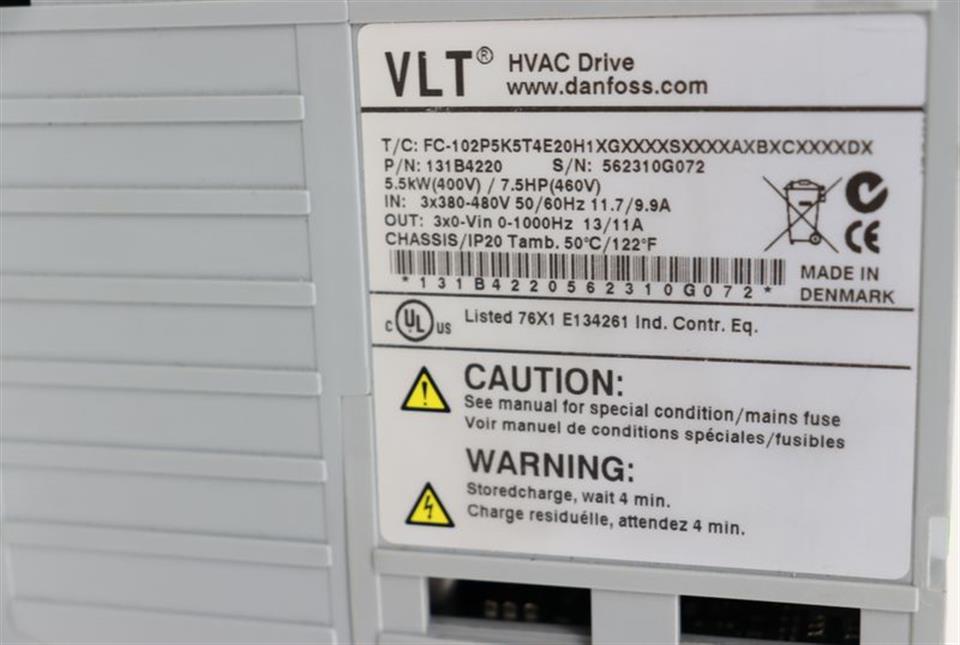 VLT® HVAC Drive
www.danfoss.com
T/C: FC-102P5K5T4E20H1XGXXXXSXXXXAXBXCXXXXDX
P/N: 131B4220 S/N: 562310G072
5.5kW(400V) / 7.5HP(460V)
IN: 3x380-480V 50/60Hz 11.7/9.9A
OUT: 3x0-Vin 0-1000Hz 13/11A
CHASSIS/IP20 Tamb. 50°C/122°F
*131B4220562310G072*
CE
MADE IN
DENMARK
c UL US Listed 76X1 E134261 Ind. Contr. Eq.
CAUTION:
See manual for special condition/mains fuse
Voir manuel de conditions spéciales/fusibles
WARNING:
Storedcharge, wait 4 min.
Charge residuélle, attendez 4 min.